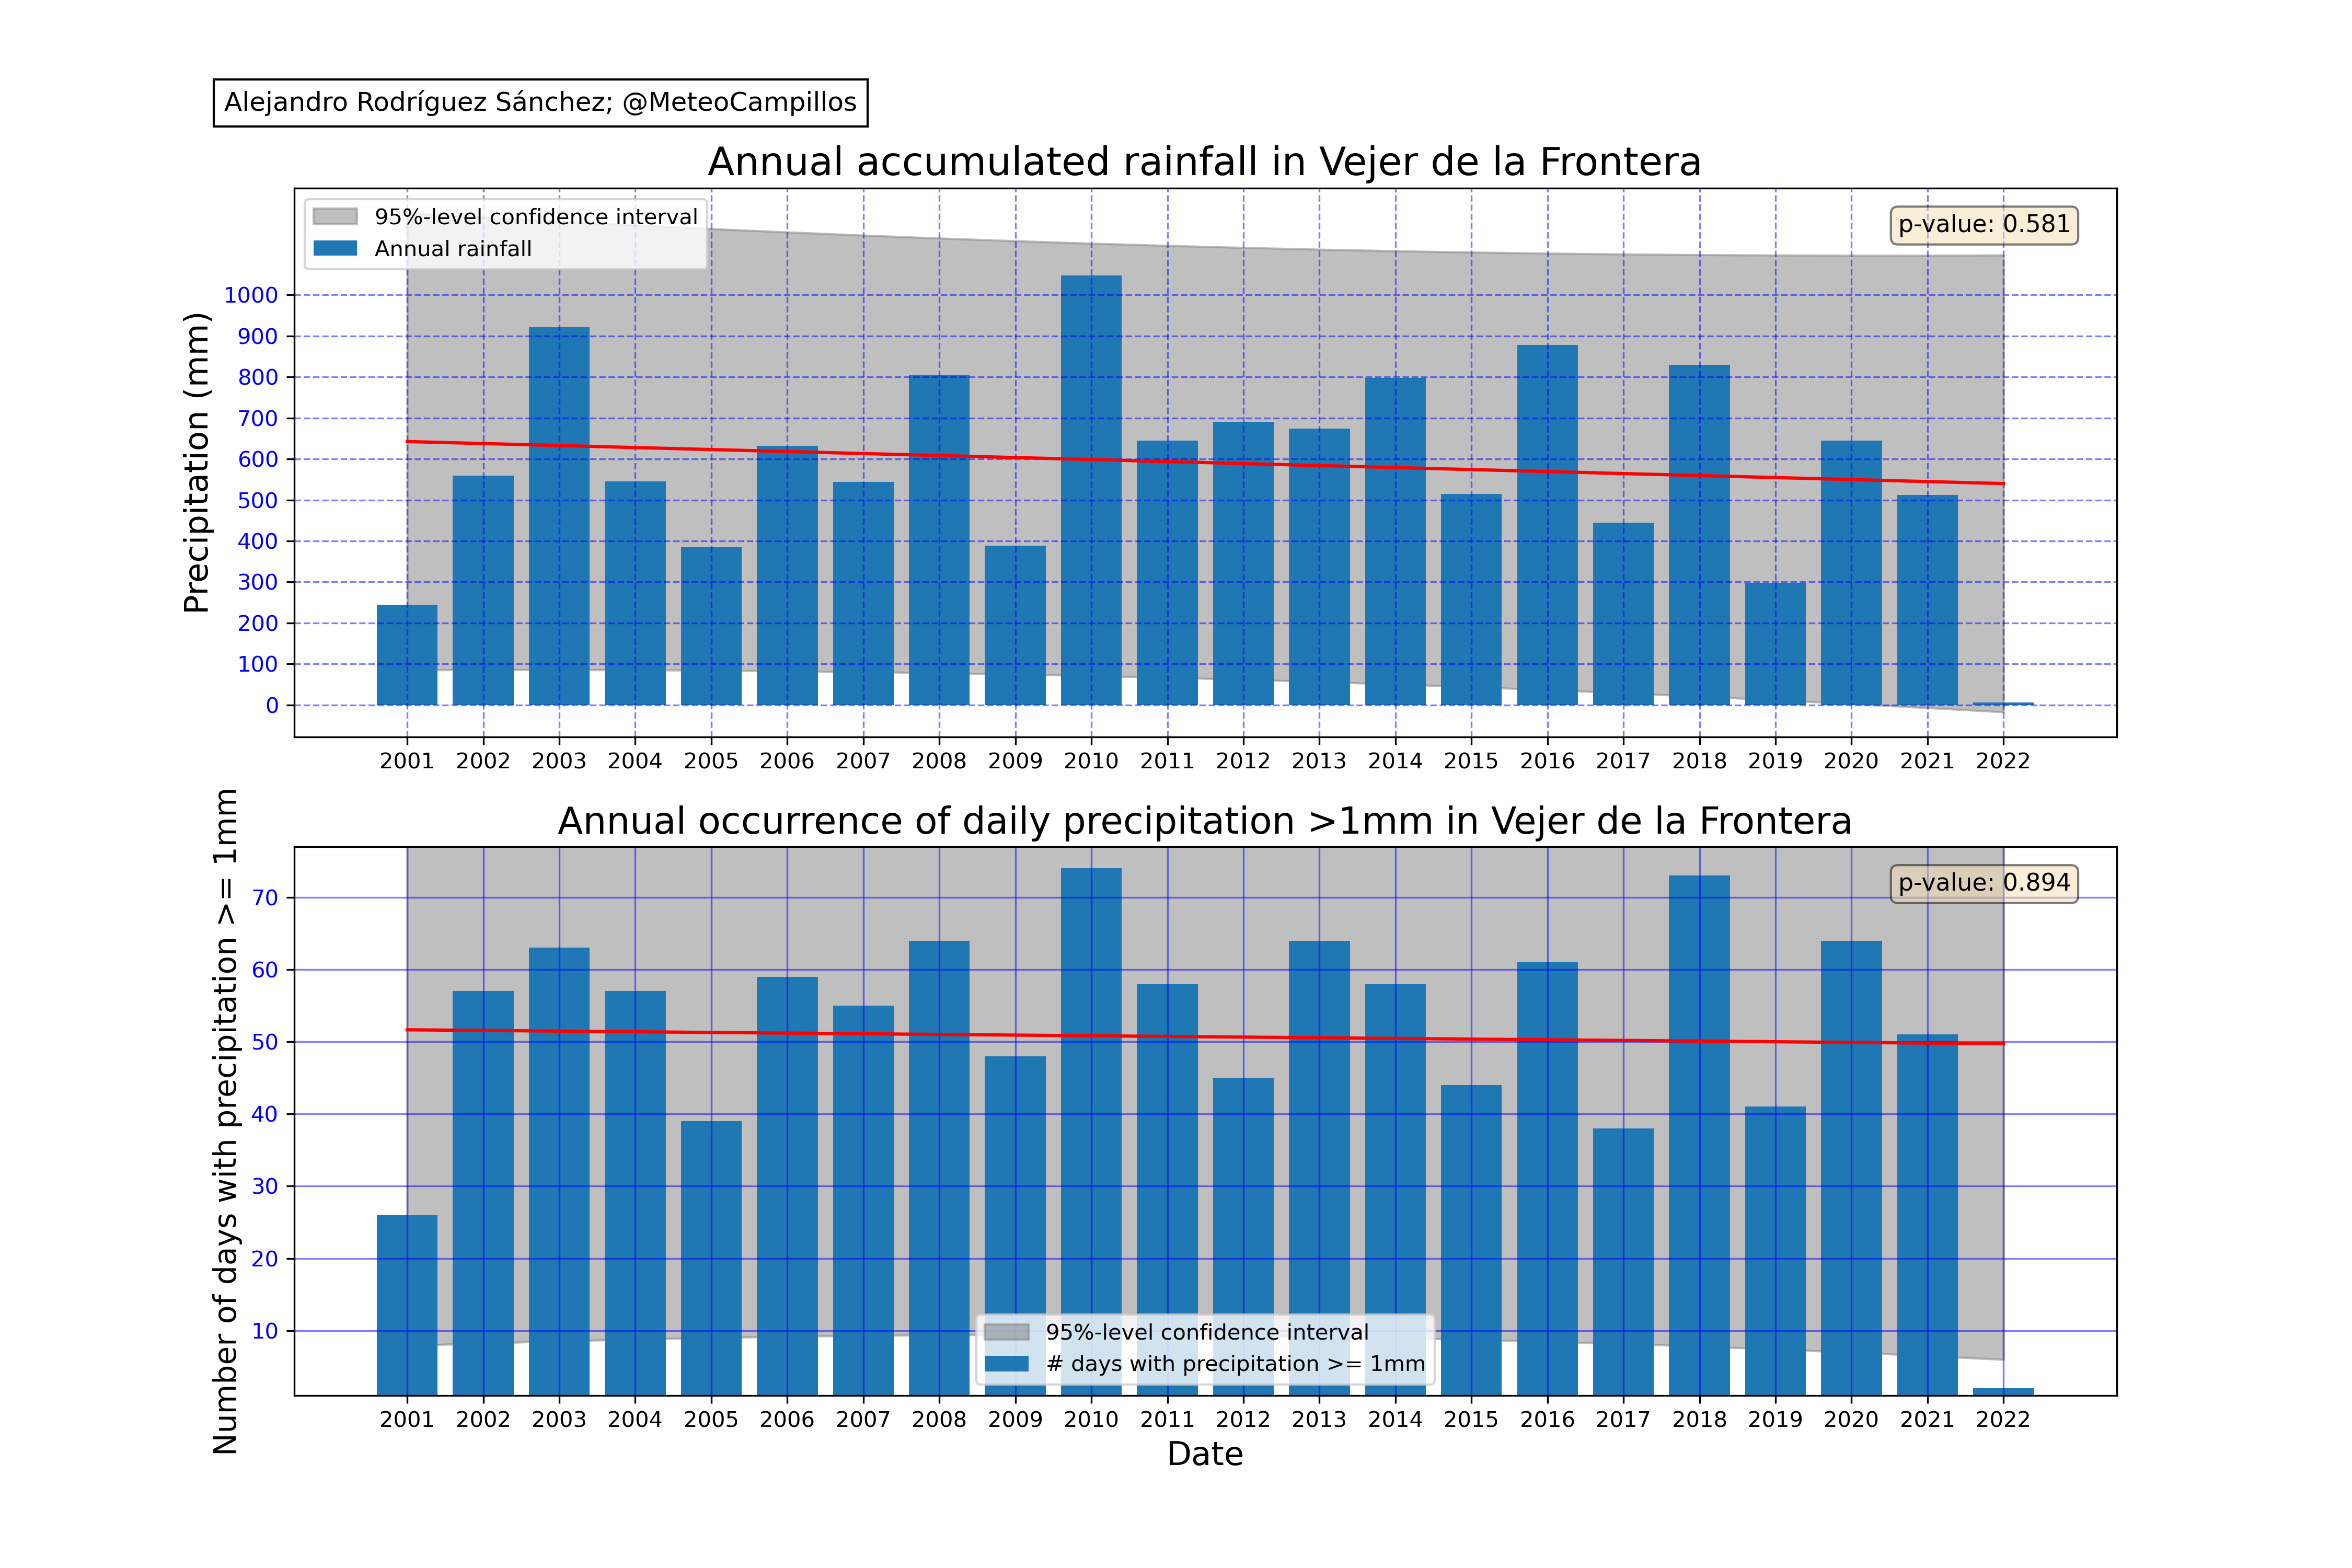 Alejandro Rodríguez Sánchez; @MeteoCampillos
Annual accumulated rainfall in Vejer de la Frontera
95%-level confidence interval
Annual rainfall
p-value: 0.581
Precipitation (mm)
1000
900
800
700
600
500
400
300
200
100
0
2001 2002 2003 2004 2005 2006 2007 2008 2009 2010 2011 2012 2013 2014 2015 2016 2017 2018 2019 2020 2021 2022
Annual occurrence of daily precipitation >1mm in Vejer de la Frontera
p-value: 0.894
Number of days with precipitation >= 1mm
70
60
50
40
30
20
10
95%-level confidence interval
# days with precipitation >= 1mm
2001 2002 2003 2004 2005 2006 2007 2008 2009 2010 2011 2012 2013 2014 2015 2016 2017 2018 2019 2020 2021 2022
Date